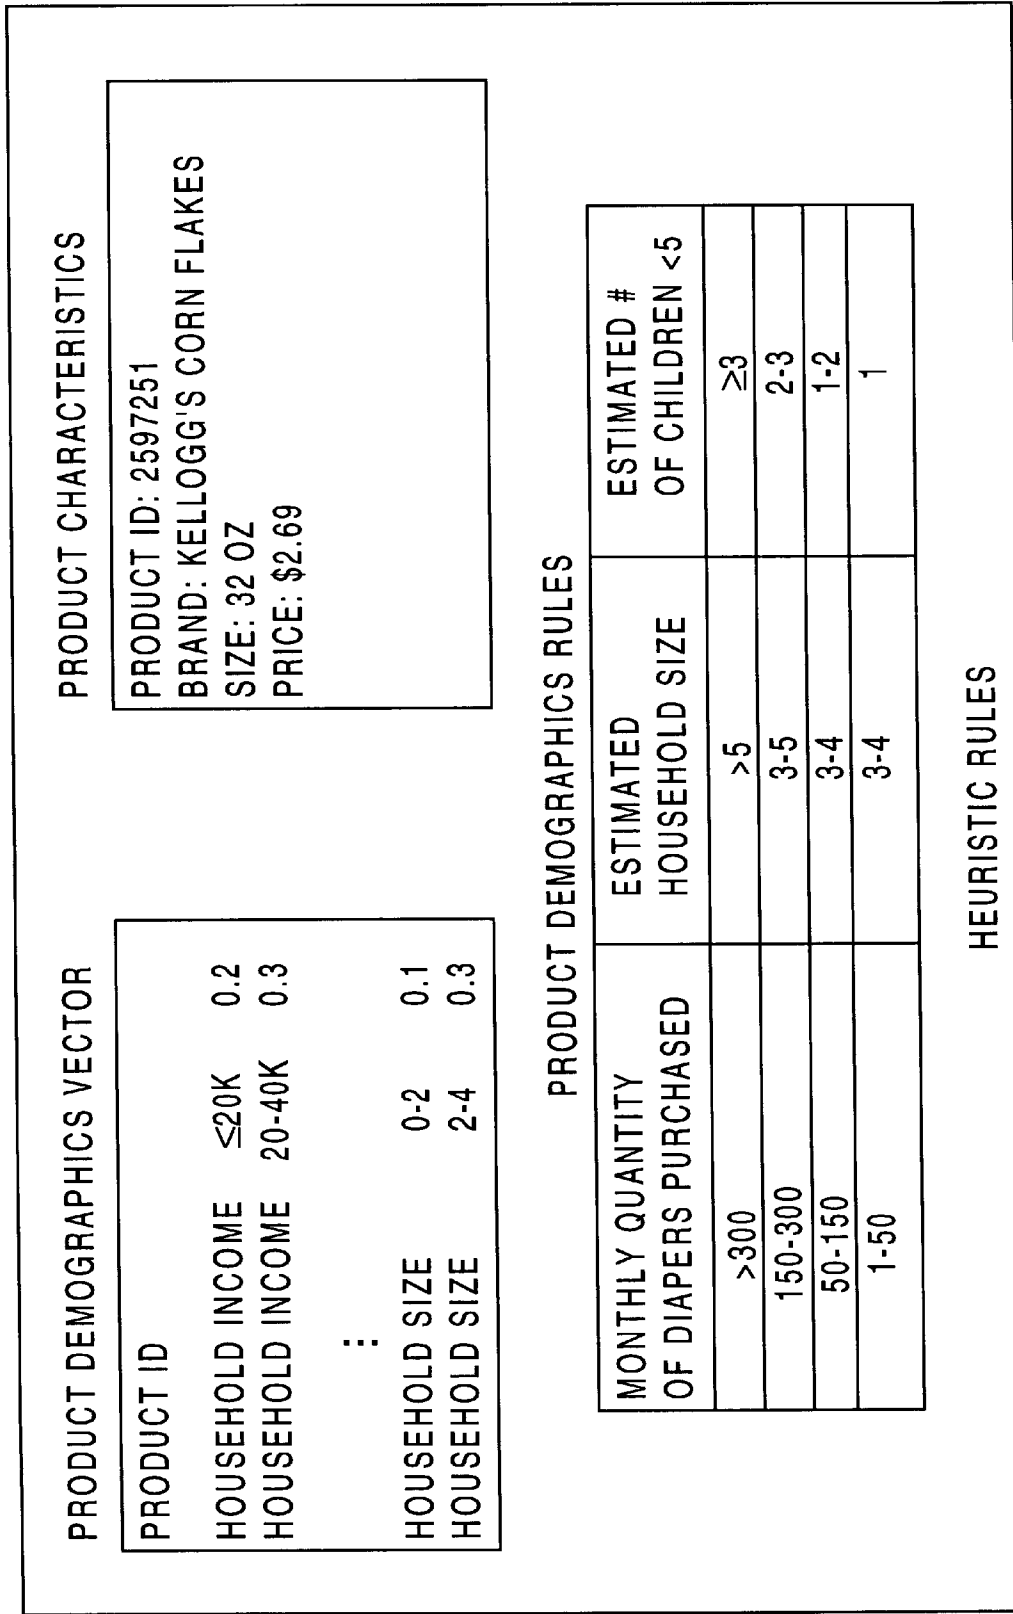 PRODUCT DEMOGRAPHICS VECTOR
PRODUCT ID
HOUSEHOLD INCOME ≤20K 0.2
HOUSEHOLD INCOME 20-40K 0.3
⋮
HOUSEHOLD SIZE 0-2 0.1
HOUSEHOLD SIZE 2-4 0.3
PRODUCT CHARACTERISTICS
PRODUCT ID: 2597251
BRAND: KELLOGG'S CORN FLAKES
SIZE: 32 OZ
PRICE: $2.69
PRODUCT DEMOGRAPHICS RULES
MONTHLY QUANTITY
OF DIAPERS PURCHASED
ESTIMATED
HOUSEHOLD SIZE
ESTIMATED #
OF CHILDREN <5
>300 >5 ≥3
150-300 3-5 2-3
50-150 3-4 1-2
1-50 3-4 1
HEURISTIC RULES